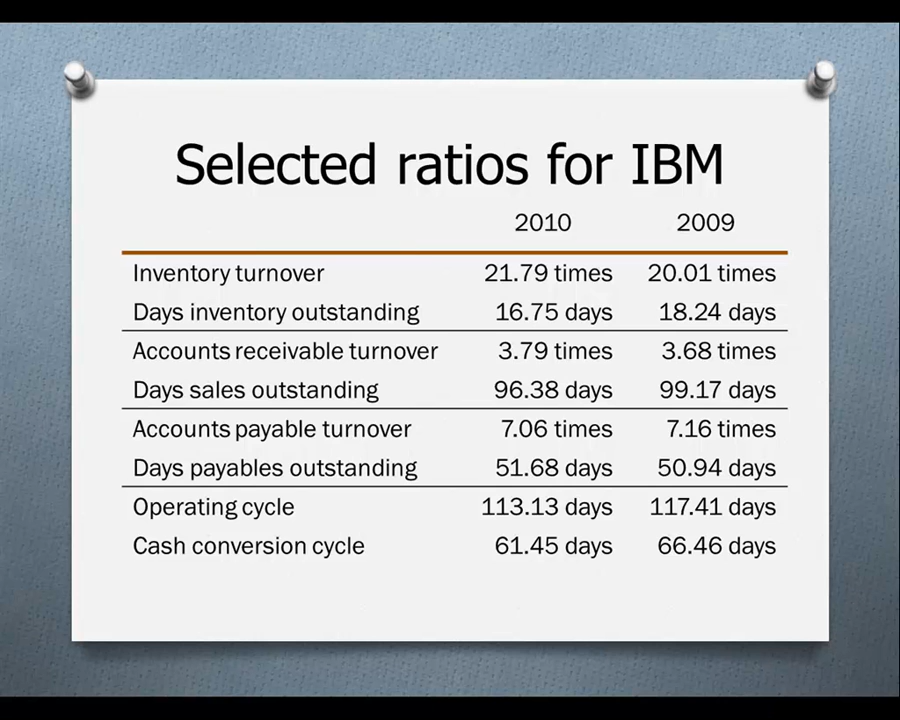 Selected ratios for IBM
2010 2009
Inventory turnover 21.79 times 20.01 times
Days inventory outstanding 16.75 days 18.24 days
Accounts receivable turnover 3.79 times 3.68 times
Days sales outstanding 96.38 days 99.17 days
Accounts payable turnover 7.06 times 7.16 times
Days payables outstanding 51.68 days 50.94 days
Operating cycle 113.13 days 117.41 days
Cash conversion cycle 61.45 days 66.46 days